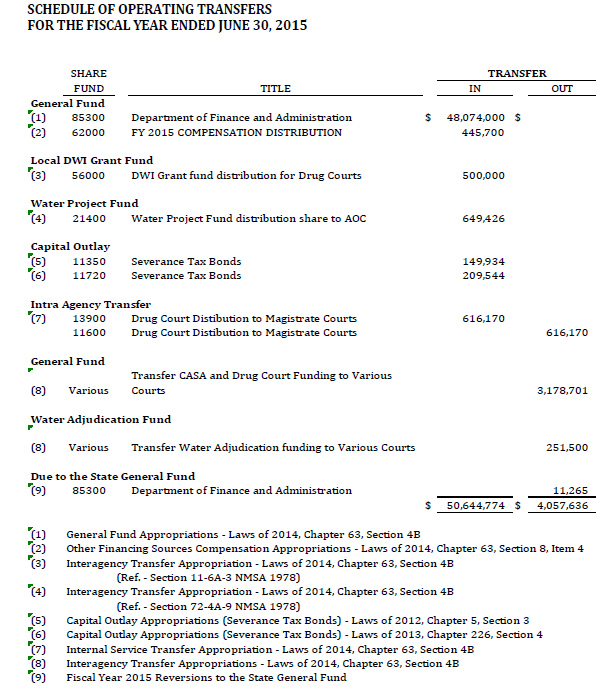 SCHEDULE OF OPERATING TRANSFERS
FOR THE FISCAL YEAR ENDED JUNE 30, 2015
SHARE TRANSFER
FUND TITLE IN OUT
General Fund
(1) 85300 Department of Finance and Administration $ 48,074,000 $
(2) 62000 FY 2015 COMPENSATION DISTRIBUTION 445,700
Local DWI Grant Fund
(3) 56000 DWI Grant fund distribution for Drug Courts 500,000
Water Project Fund
(4) 21400 Water Project Fund distribution share to AOC 649,426
Capital Outlay
(5) 11350 Severance Tax Bonds 149,934
(6) 11720 Severance Tax Bonds 209,544
Intra Agency Transfer
(7) 13900 Drug Court Distibution to Magistrate Courts 616,170
11600 Drug Court Distibution to Magistrate Courts 616,170
General Fund
Transfer CASA and Drug Court Funding to Various
(8) Various Courts 3,178,701
Water Adjudication Fund
(8) Various Transfer Water Adjudication funding to Various Courts 251,500
Due to the State General Fund
(9) 85300 Department of Finance and Administration 11,265
$ 50,644,774 $ 4,057,636
(1) General Fund Appropriations - Laws of 2014, Chapter 63, Section 4B
(2) Other Financing Sources Compensation Appropriations - Laws of 2014, Chapter 63, Section 8, Item 4
(3) Interagency Transfer Appropriation - Laws of 2014, Chapter 63, Section 4B
(Ref. - Section 11-6A-3 NMSA 1978)
(4) Interagency Transfer Appropriation - Laws of 2014, Chapter 63, Section 4B
(Ref. - Section 72-4A-9 NMSA 1978)
(5) Capital Outlay Appropriations (Severance Tax Bonds) - Laws of 2012, Chapter 5, Section 3
(6) Capital Outlay Appropriations (Severance Tax Bonds) - Laws of 2013, Chapter 226, Section 4
(7) Internal Service Transfer Appropriation - Laws of 2014, Chapter 63, Section 4B
(8) Interagency Transfer Appropriations - Laws of 2014, Chapter 63, Section 4B
(9) Fiscal Year 2015 Reversions to the State General Fund